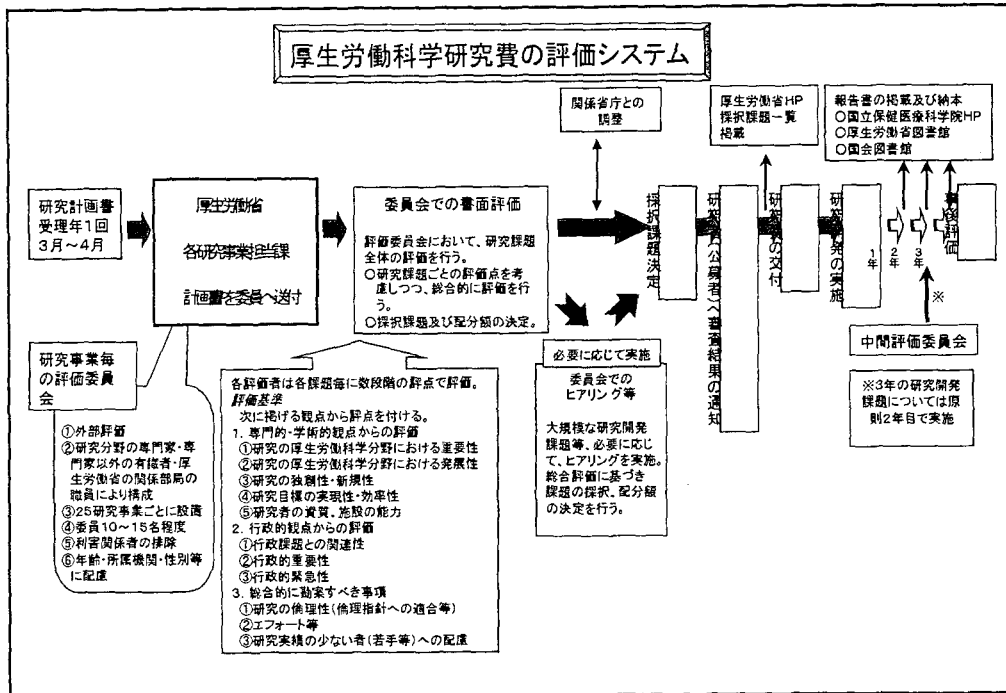 厚生労働科学研究費の評価システム
関係省庁との
調整
厚生労働省HP
採択課題一覧
掲載
報告書の掲載及び納本
○国立保健医療科学院HP
○厚生労働省図書館
○国会図書館
研究計画書
受理年1回
3月～4月
厚生労働省
各研究事業担当課
計画書を委員へ送付
委員会での書面評価
評価委員会において、研究課題
全体の評価を行う。
○研究課題ごとの評価点を考
慮しつつ、総合的に評価を行
う。
○採択課題及び配分額の決定。
採択課題決定
研究者(公募者)へ審査結果の通知
研究費の交付
研究開発の実施
1年
2年
3年
事後評価
※
中間評価委員会
※3年の研究開発
課題については原
則2年目で実施
必要に応じて実施
委員会での
ヒアリング等
大規模な研究開発
課題等、必要に応じ
て、ヒアリングを実施。
総合評価に基づき
課題の採択、配分額
の決定を行う。
研究事業毎
の評価委員
会
①外部評価
②研究分野の専門家・専
門家以外の有識者・厚
生労働省の関係部局の
職員により構成
③25研究事業ごとに設置
④委員10～15名程度
⑤利害関係者の排除
⑥年齢・所属機関・性別等
に配慮
各評価者は各課題毎に数段階の評点で評価。
評価基準
次に掲げる観点から評点を付ける。
1. 専門的・学術的観点からの評価
①研究の厚生労働科学分野における重要性
②研究の厚生労働科学分野における発展性
③研究の独創性・新規性
④研究目標の実現性・効率性
⑤研究者の資質、施設の能力
2. 行政的観点からの評価
①行政課題との関連性
②行政的重要性
③行政的緊急性
3. 総合的に勘案すべき事項
①研究の倫理性(倫理指針への適合等)
②エフォート等
③研究実績の少ない者(若手等)への配慮